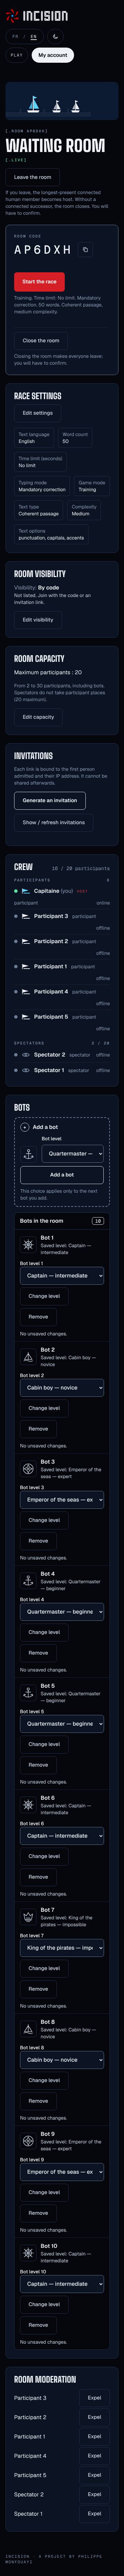 INCISION
FR / EN
PLAY
My account
[.ROOM AP6DXH]
WAITING ROOM
[.LIVE]
Leave the room
If you leave, the longest-present connected
human member becomes host. Without a
connected successor, the room closes. You will
have to confirm.
ROOM CODE
AP6DXH
Start the race
Training. Time limit: No limit. Mandatory
correction. 50 words. Coherent passage,
medium complexity.
Close the room
Closing the room makes everyone leave:
you will have to confirm.
RACE SETTINGS
Edit settings
Text language
English
Word count
50
Time limit (seconds)
No limit
Typing mode
Mandatory correction
Game mode
Training
Text type
Coherent passage
Complexity
Medium
Text options
punctuation, capitals, accents
ROOM VISIBILITY
Visibility: By code
Not listed. Join with the code or an
invitation link.
Edit visibility
ROOM CAPACITY
Maximum participants : 20
From 2 to 30 participants, including bots.
Spectators do not take participant places
(20 maximum).
Edit capacity
INVITATIONS
Each link is bound to the first person
admitted and their IP address. It cannot be
shared afterwards.
Generate an invitation
Show / refresh invitations
CREW
16 / 20 participants
PARTICIPANTS 6
Capitaine (you) HOST
participant online
Participant 3 participant
offline
Participant 2 participant
offline
Participant 1 participant
offline
Participant 4 participant
offline
Participant 5 participant
offline
SPECTATORS 2 / 20
Spectator 2 spectator offline
Spectator 1 spectator offline
BOTS
Add a bot
Bot level
Quartermaster —
Add a bot
This choice applies only to the next
bot you add.
Bots in the room 10
Bot 1
Saved level: Captain —
intermediate
Bot level 1
Captain — intermediate
Change level
Remove
No unsaved changes.
Bot 2
Saved level: Cabin boy —
novice
Bot level 2
Cabin boy — novice
Change level
Remove
No unsaved changes.
Bot 3
Saved level: Emperor of the
seas — expert
Bot level 3
Emperor of the seas — ex
Change level
Remove
No unsaved changes.
Bot 4
Saved level: Quartermaster
— beginner
Bot level 4
Quartermaster — beginne
Change level
Remove
No unsaved changes.
Bot 5
Saved level: Quartermaster
— beginner
Bot level 5
Quartermaster — beginne
Change level
Remove
No unsaved changes.
Bot 6
Saved level: Captain —
intermediate
Bot level 6
Captain — intermediate
Change level
Remove
No unsaved changes.
Bot 7
Saved level: King of the
pirates — impossible
Bot level 7
King of the pirates — impo
Change level
Remove
No unsaved changes.
Bot 8
Saved level: Cabin boy —
novice
Bot level 8
Cabin boy — novice
Change level
Remove
No unsaved changes.
Bot 9
Saved level: Emperor of the
seas — expert
Bot level 9
Emperor of the seas — ex
Change level
Remove
No unsaved changes.
Bot 10
Saved level: Captain —
intermediate
Bot level 10
Captain — intermediate
Change level
Remove
No unsaved changes.
ROOM MODERATION
Participant 3 Expel
Participant 2 Expel
Participant 1 Expel
Participant 4 Expel
Participant 5 Expel
Spectator 2 Expel
Spectator 1 Expel
INCISION · A PROJECT BY PHILIPPE